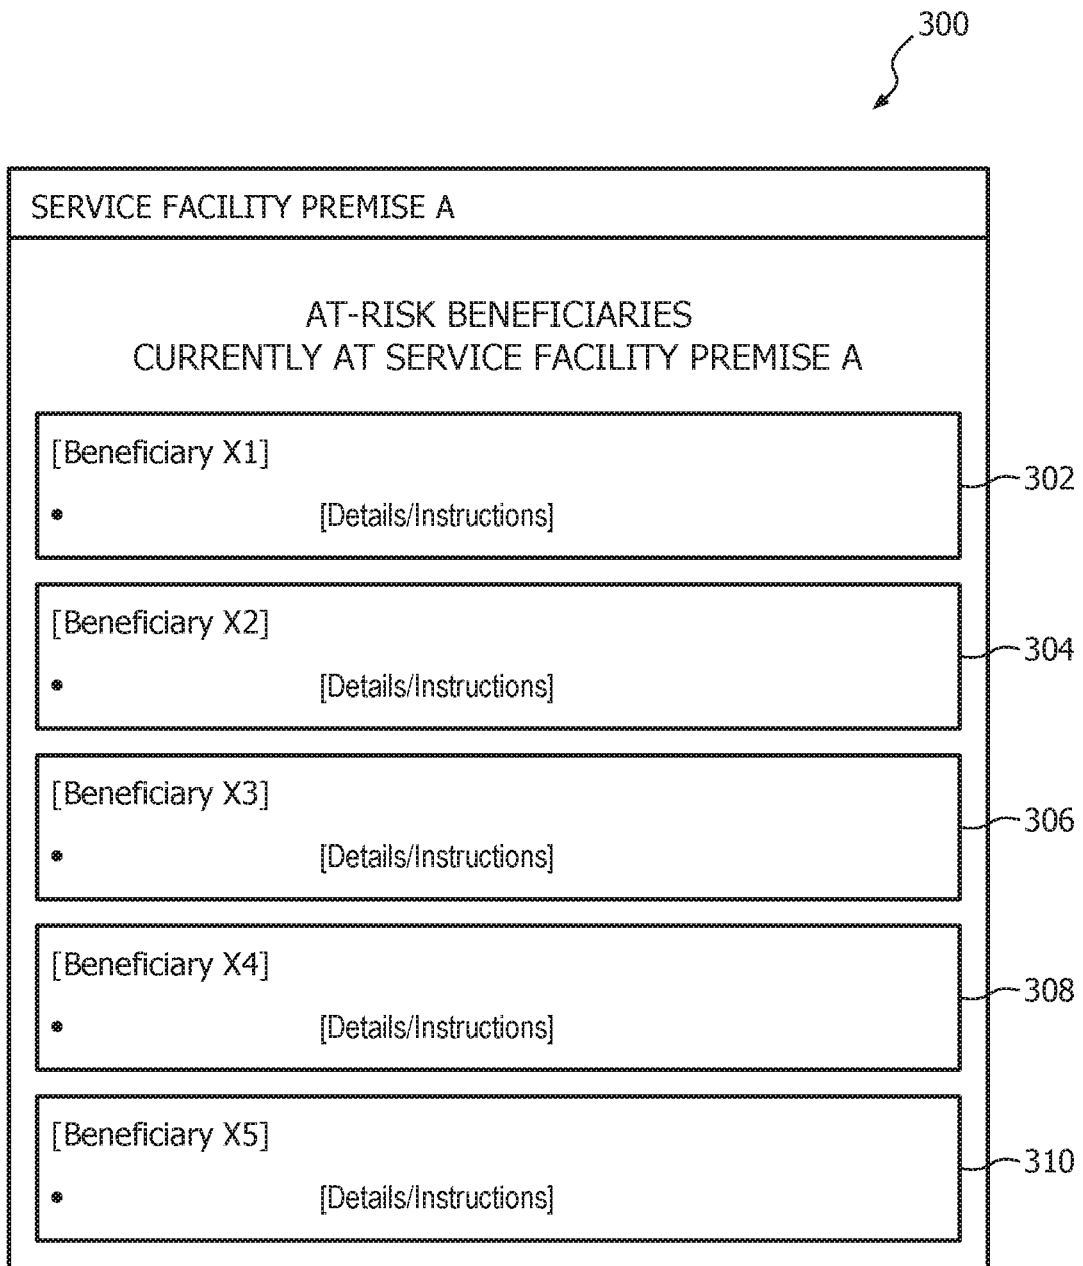 300
SERVICE FACILITY PREMISE A
AT-RISK BENEFICIARIES
CURRENTLY AT SERVICE FACILITY PREMISE A
[Beneficiary X1]
• [Details/Instructions]
302
[Beneficiary X2]
• [Details/Instructions]
304
[Beneficiary X3]
• [Details/Instructions]
306
[Beneficiary X4]
• [Details/Instructions]
308
[Beneficiary X5]
• [Details/Instructions]
310